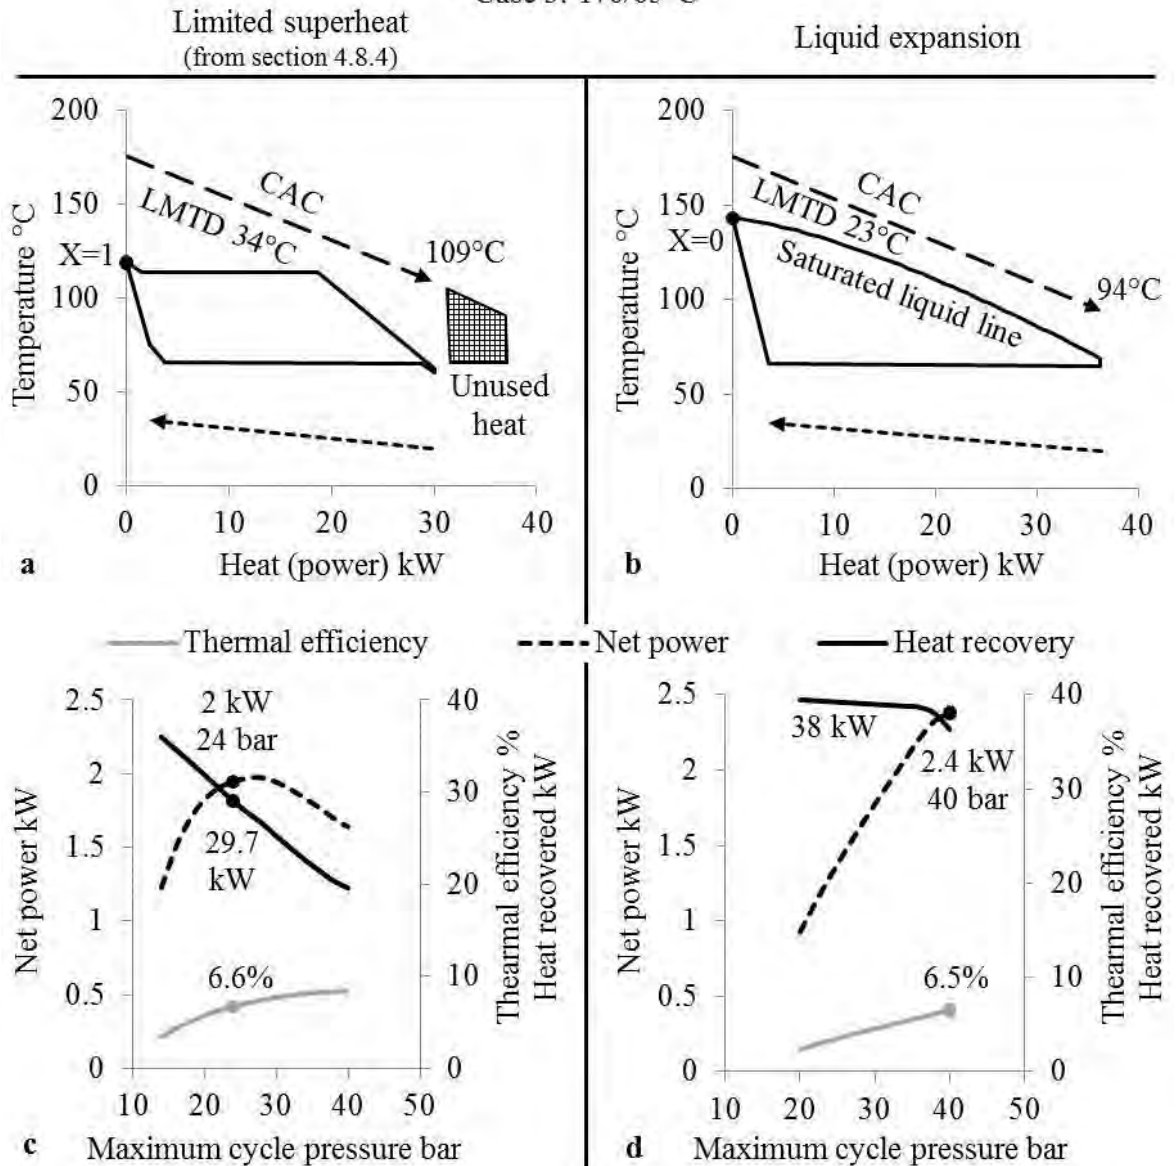 Limited superheat
(from section 4.8.4)
Liquid expansion
200
150
100
50
0
Temperature °C
X=1
CAC
LMTD 34°C
109°C
Unused
heat
0 10 20 30 40
a
Heat (power) kW
200
150
100
50
0
Temperature °C
X=0
CAC
LMTD 23°C
Saturated liquid line
94°C
0 10 20 30 40
b
Heat (power) kW
Thermal efficiency
Net power
Heat recovery
2.5
2
1.5
1
0.5
0
Net power kW
2 kW
24 bar
29.7
kW
6.6%
40
30
20
10
0
Thearmal efficiency %
Heat recovered kW
10 20 30 40 50
c
Maximum cycle pressure bar
2.5
2
1.5
1
0.5
0
Net power kW
38 kW
2.4 kW
40 bar
6.5%
40
30
20
10
0
Thearmal efficiency %
Heat recovered kW
10 20 30 40 50
d
Maximum cycle pressure bar